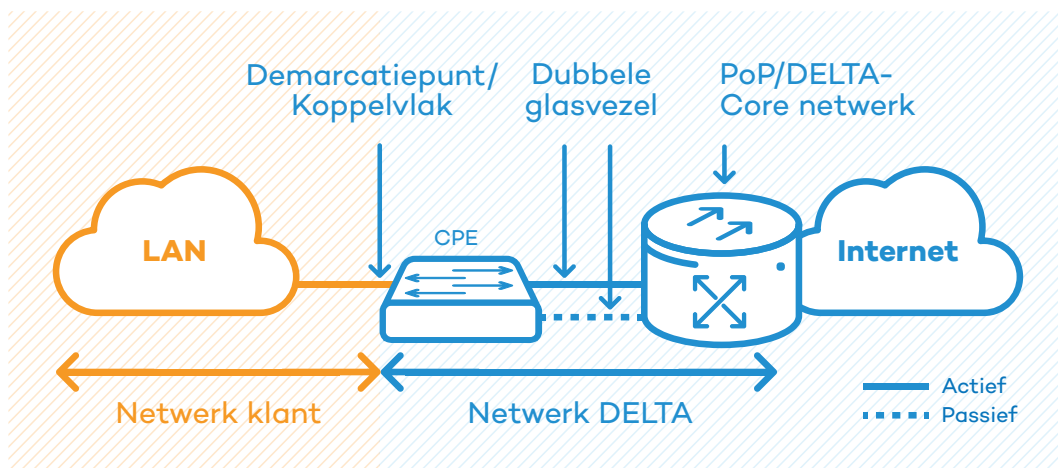 Demarcatiepunt/
Koppelvlak
Dubbele
glasvezel
PoP/DELTA-
Core netwerk
LAN
CPE
Internet
Netwerk klant
Netwerk DELTA
Actief
Passief